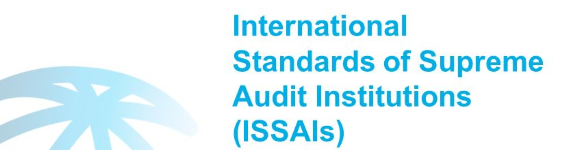 International
Standards of Supreme
Audit Institutions
(ISSAIs)